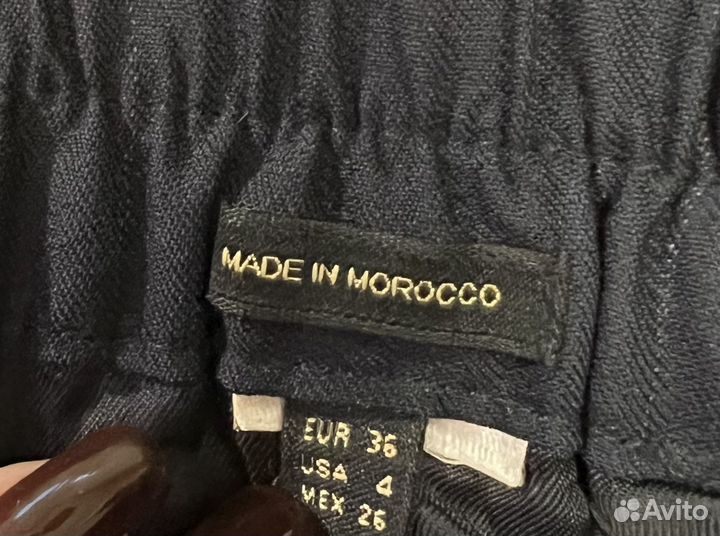 MADE IN MOROCCO
EUR 36
USA 4
MEX 26
Avito